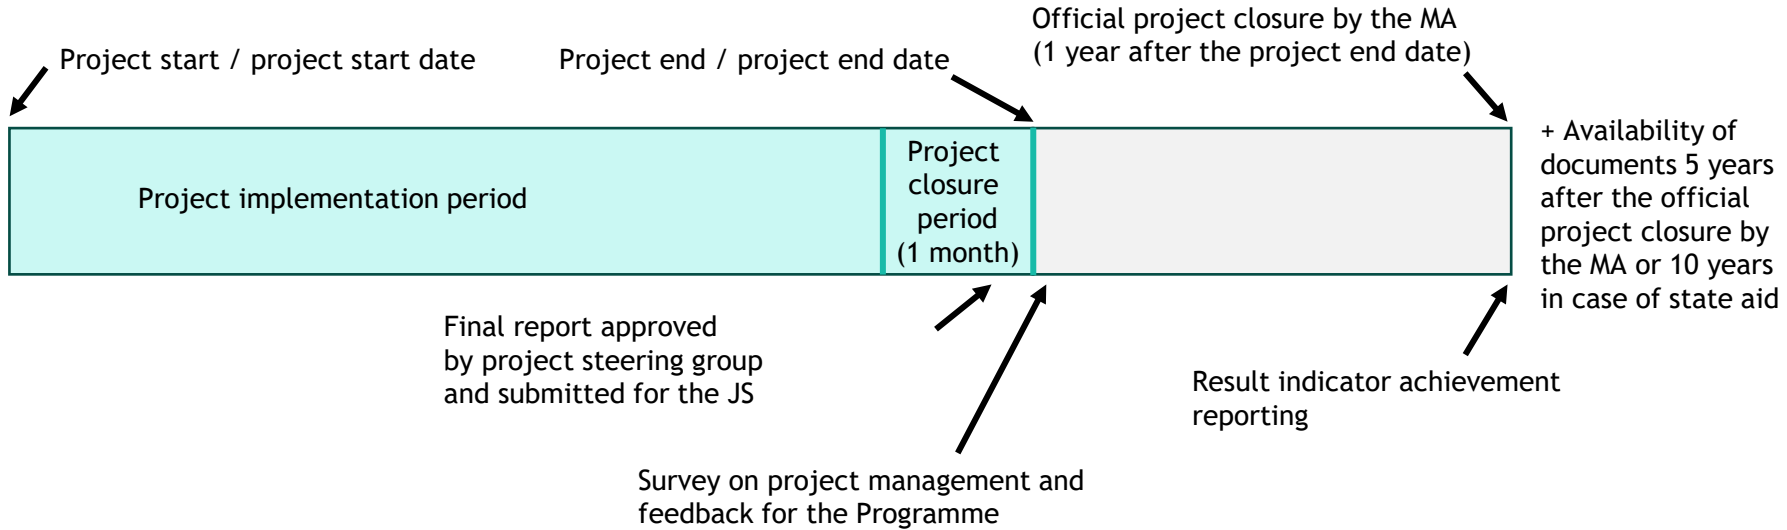 Official project closure by the MA
(1 year after the project end date)
Project start / project start date
Project end / project end date
Project implementation period
Project
closure
period
(1 month)
+ Availability of
documents 5 years
after the official
project closure by
the MA or 10 years
in case of state aid
Final report approved
by project steering group
and submitted for the JS
Result indicator achievement
reporting
Survey on project management and
feedback for the Programme